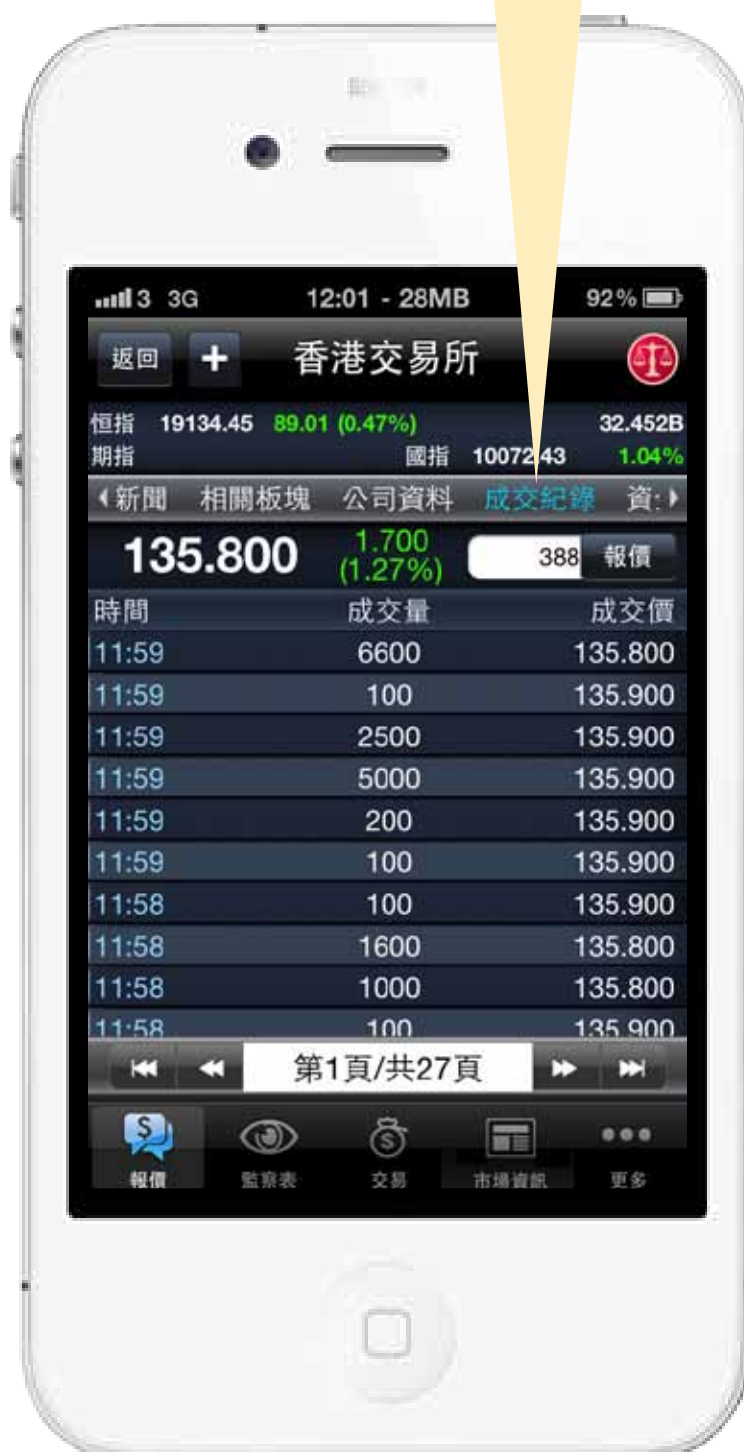 3 3G 12:01 - 28MB 92%
返回 + 香港交易所
恒指 19134.45 89.01 (0.47%) 32.452B
期指 國指 10072.43 1.04%
新聞 相關板塊 公司資料 成交紀錄 資:
135.800 1.700 (1.27%) 388 報價
時間 成交量 成交價
11:59 6600 135.800
11:59 100 135.900
11:59 2500 135.900
11:59 5000 135.900
11:59 200 135.900
11:59 100 135.900
11:58 100 135.900
11:58 1600 135.800
11:58 1000 135.800
11:58 100 135.900
第1頁/共27頁
報價 監察表 交易 市場資訊 更多